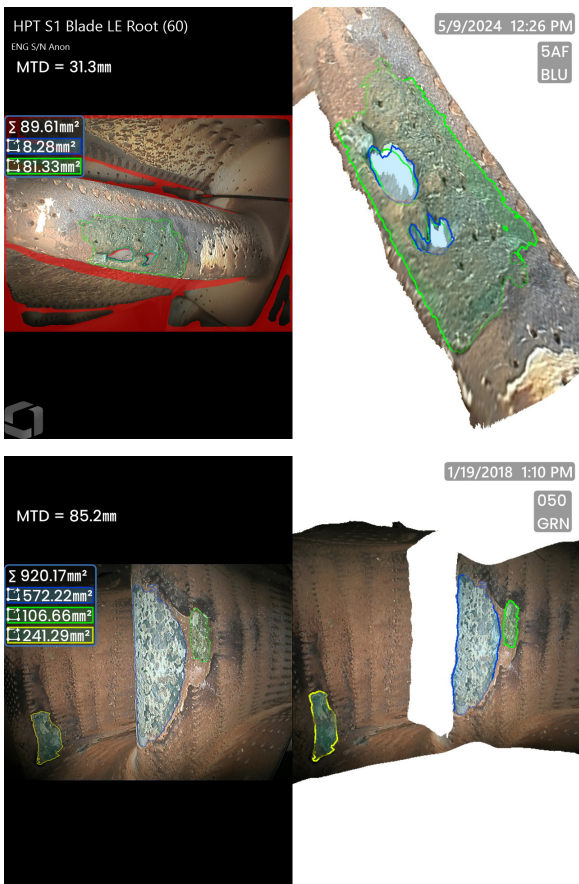 HPT S1 Blade LE Root (60)
ENG S/N Anon
MTD = 31.3mm
Σ 89.61mm²
8.28mm²
81.33mm²
5/9/2024 12:26 PM
5AF
BLU
MTD = 85.2mm
Σ 920.17mm²
572.22mm²
106.66mm²
241.29mm²
1/19/2018 1:10 PM
050
GRN